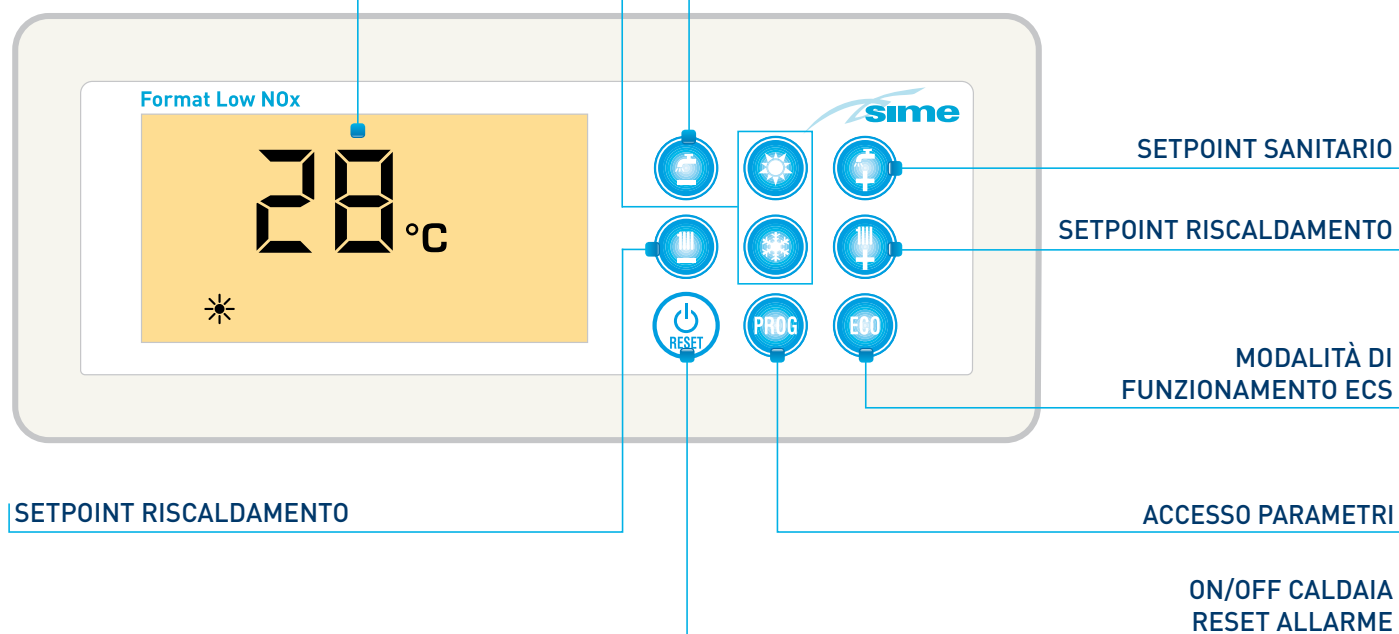 Format Low NOx
sime
28 °C
SETPOINT SANITARIO
SETPOINT RISCALDAMENTO
RESET
PROG
ECO
MODALITÀ DI
FUNZIONAMENTO ECS
SETPOINT RISCALDAMENTO
ACCESSO PARAMETRI
ON/OFF CALDAIA
RESET ALLARME